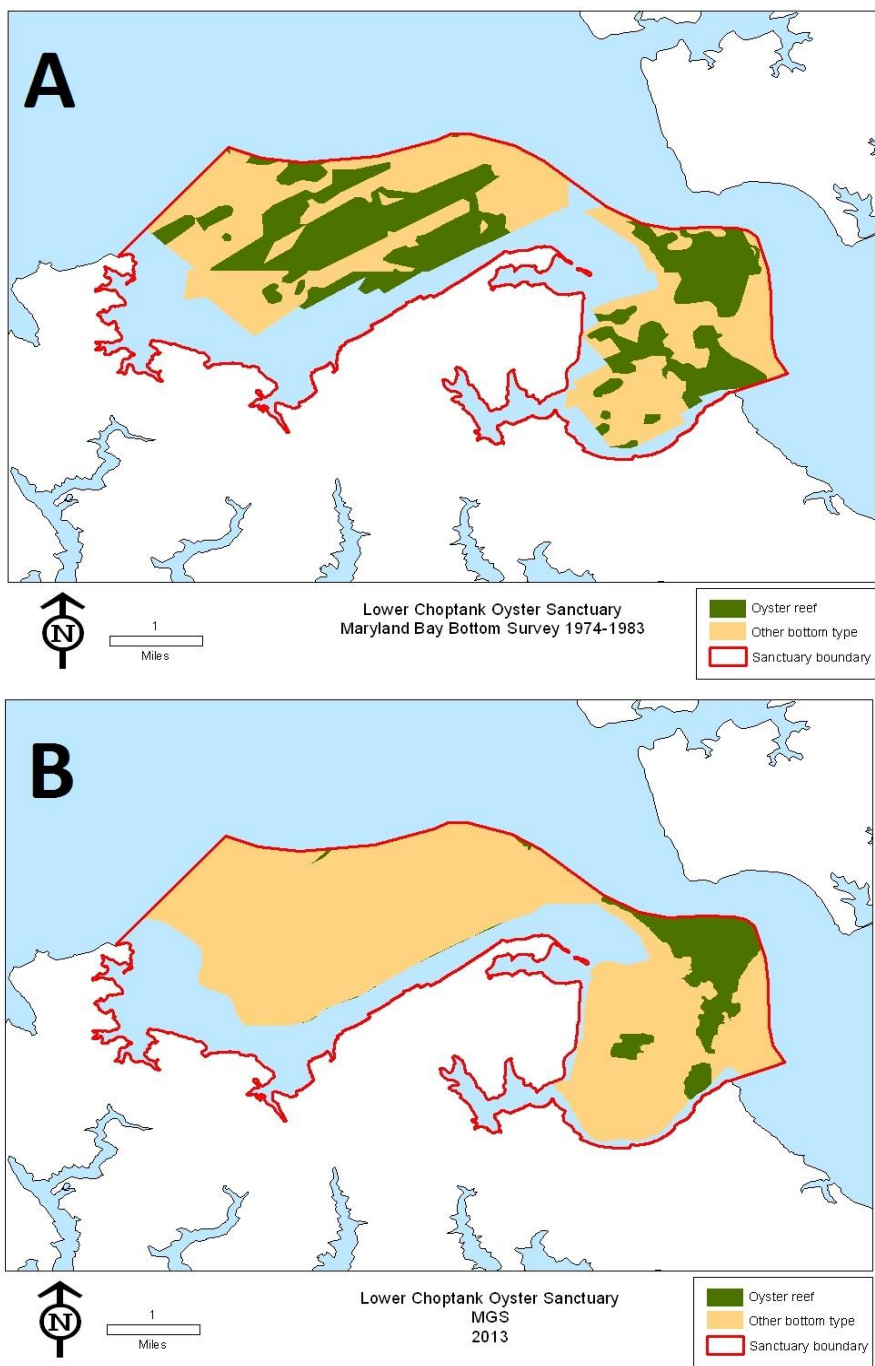 A
N
1
Miles
Lower Choptank Oyster Sanctuary
Maryland Bay Bottom Survey 1974-1983
Oyster reef
Other bottom type
Sanctuary boundary
B
N
1
Miles
Lower Choptank Oyster Sanctuary
MGS
2013
Oyster reef
Other bottom type
Sanctuary boundary